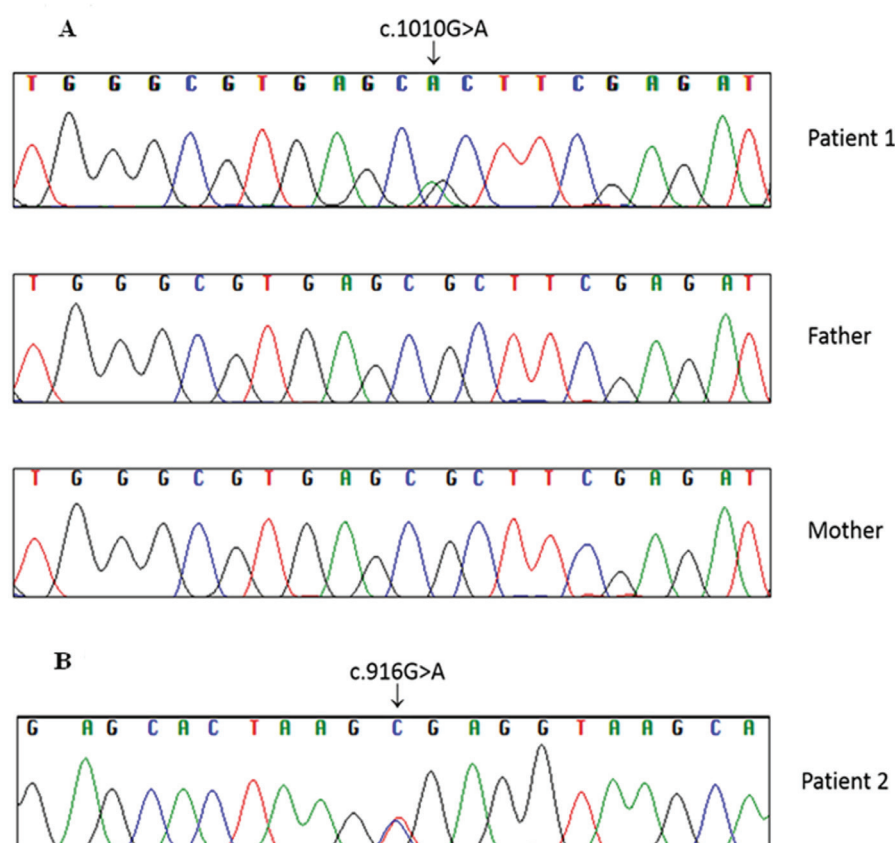 A
c.1010G>A
T G G G C G T G A G C A C T T C G A G A T
Patient 1
T G G G C G T G A G C G C T T C G A G A T
Father
T G G G C G T G A G C G C T T C G A G A T
Mother
B
c.916G>A
G A G C A C T A A G C G A G G T A A G C A
Patient 2